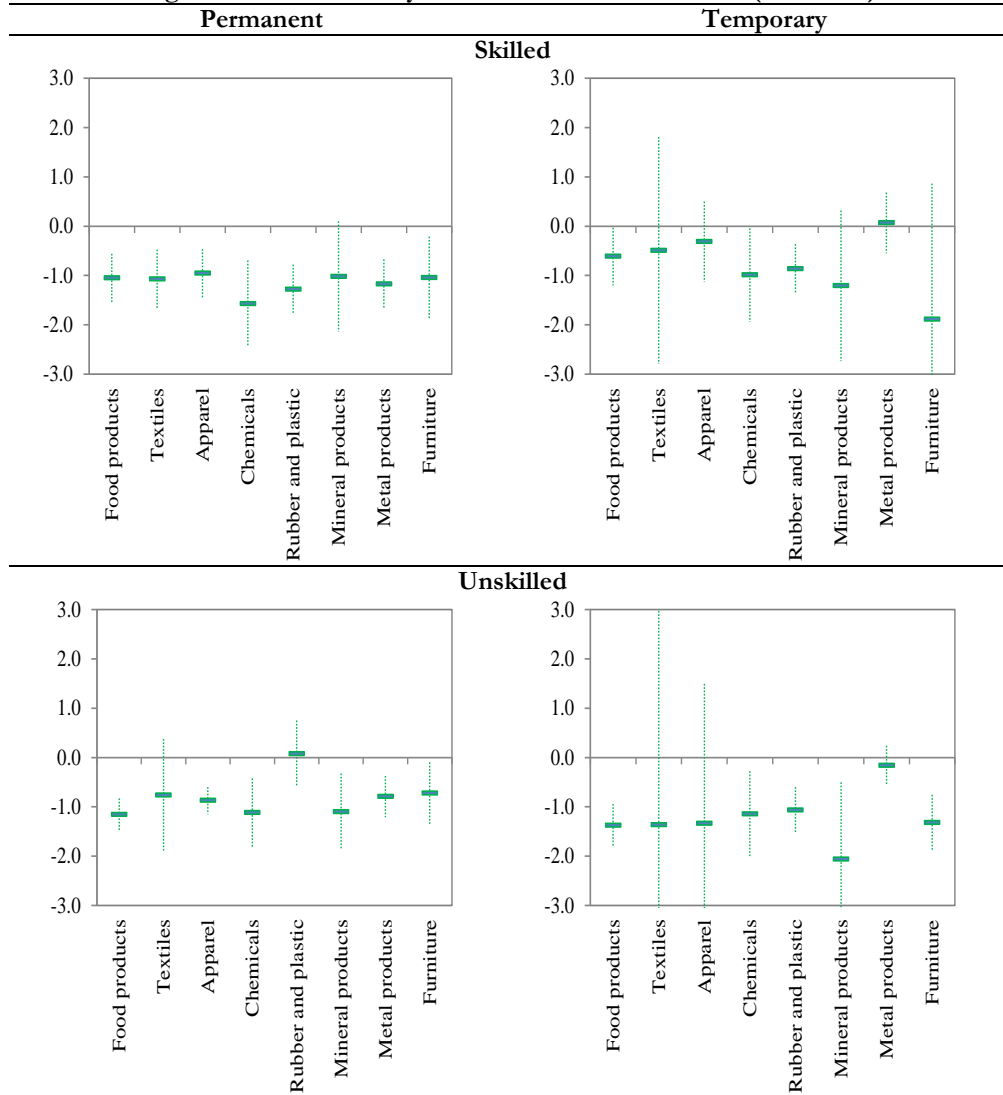 Permanent Temporary
Skilled
3.0 3.0
2.0 2.0
1.0 1.0
0.0 0.0
-1.0 -1.0
-2.0 -2.0
-3.0 -3.0
Food products Textiles Apparel Chemicals Rubber and plastic Mineral products Metal products Furniture
Food products Textiles Apparel Chemicals Rubber and plastic Mineral products Metal products Furniture
Unskilled
3.0 3.0
2.0 2.0
1.0 1.0
0.0 0.0
-1.0 -1.0
-2.0 -2.0
-3.0 -3.0
Food products Textiles Apparel Chemicals Rubber and plastic Mineral products Metal products Furniture
Food products Textiles Apparel Chemicals Rubber and plastic Mineral products Metal products Furniture